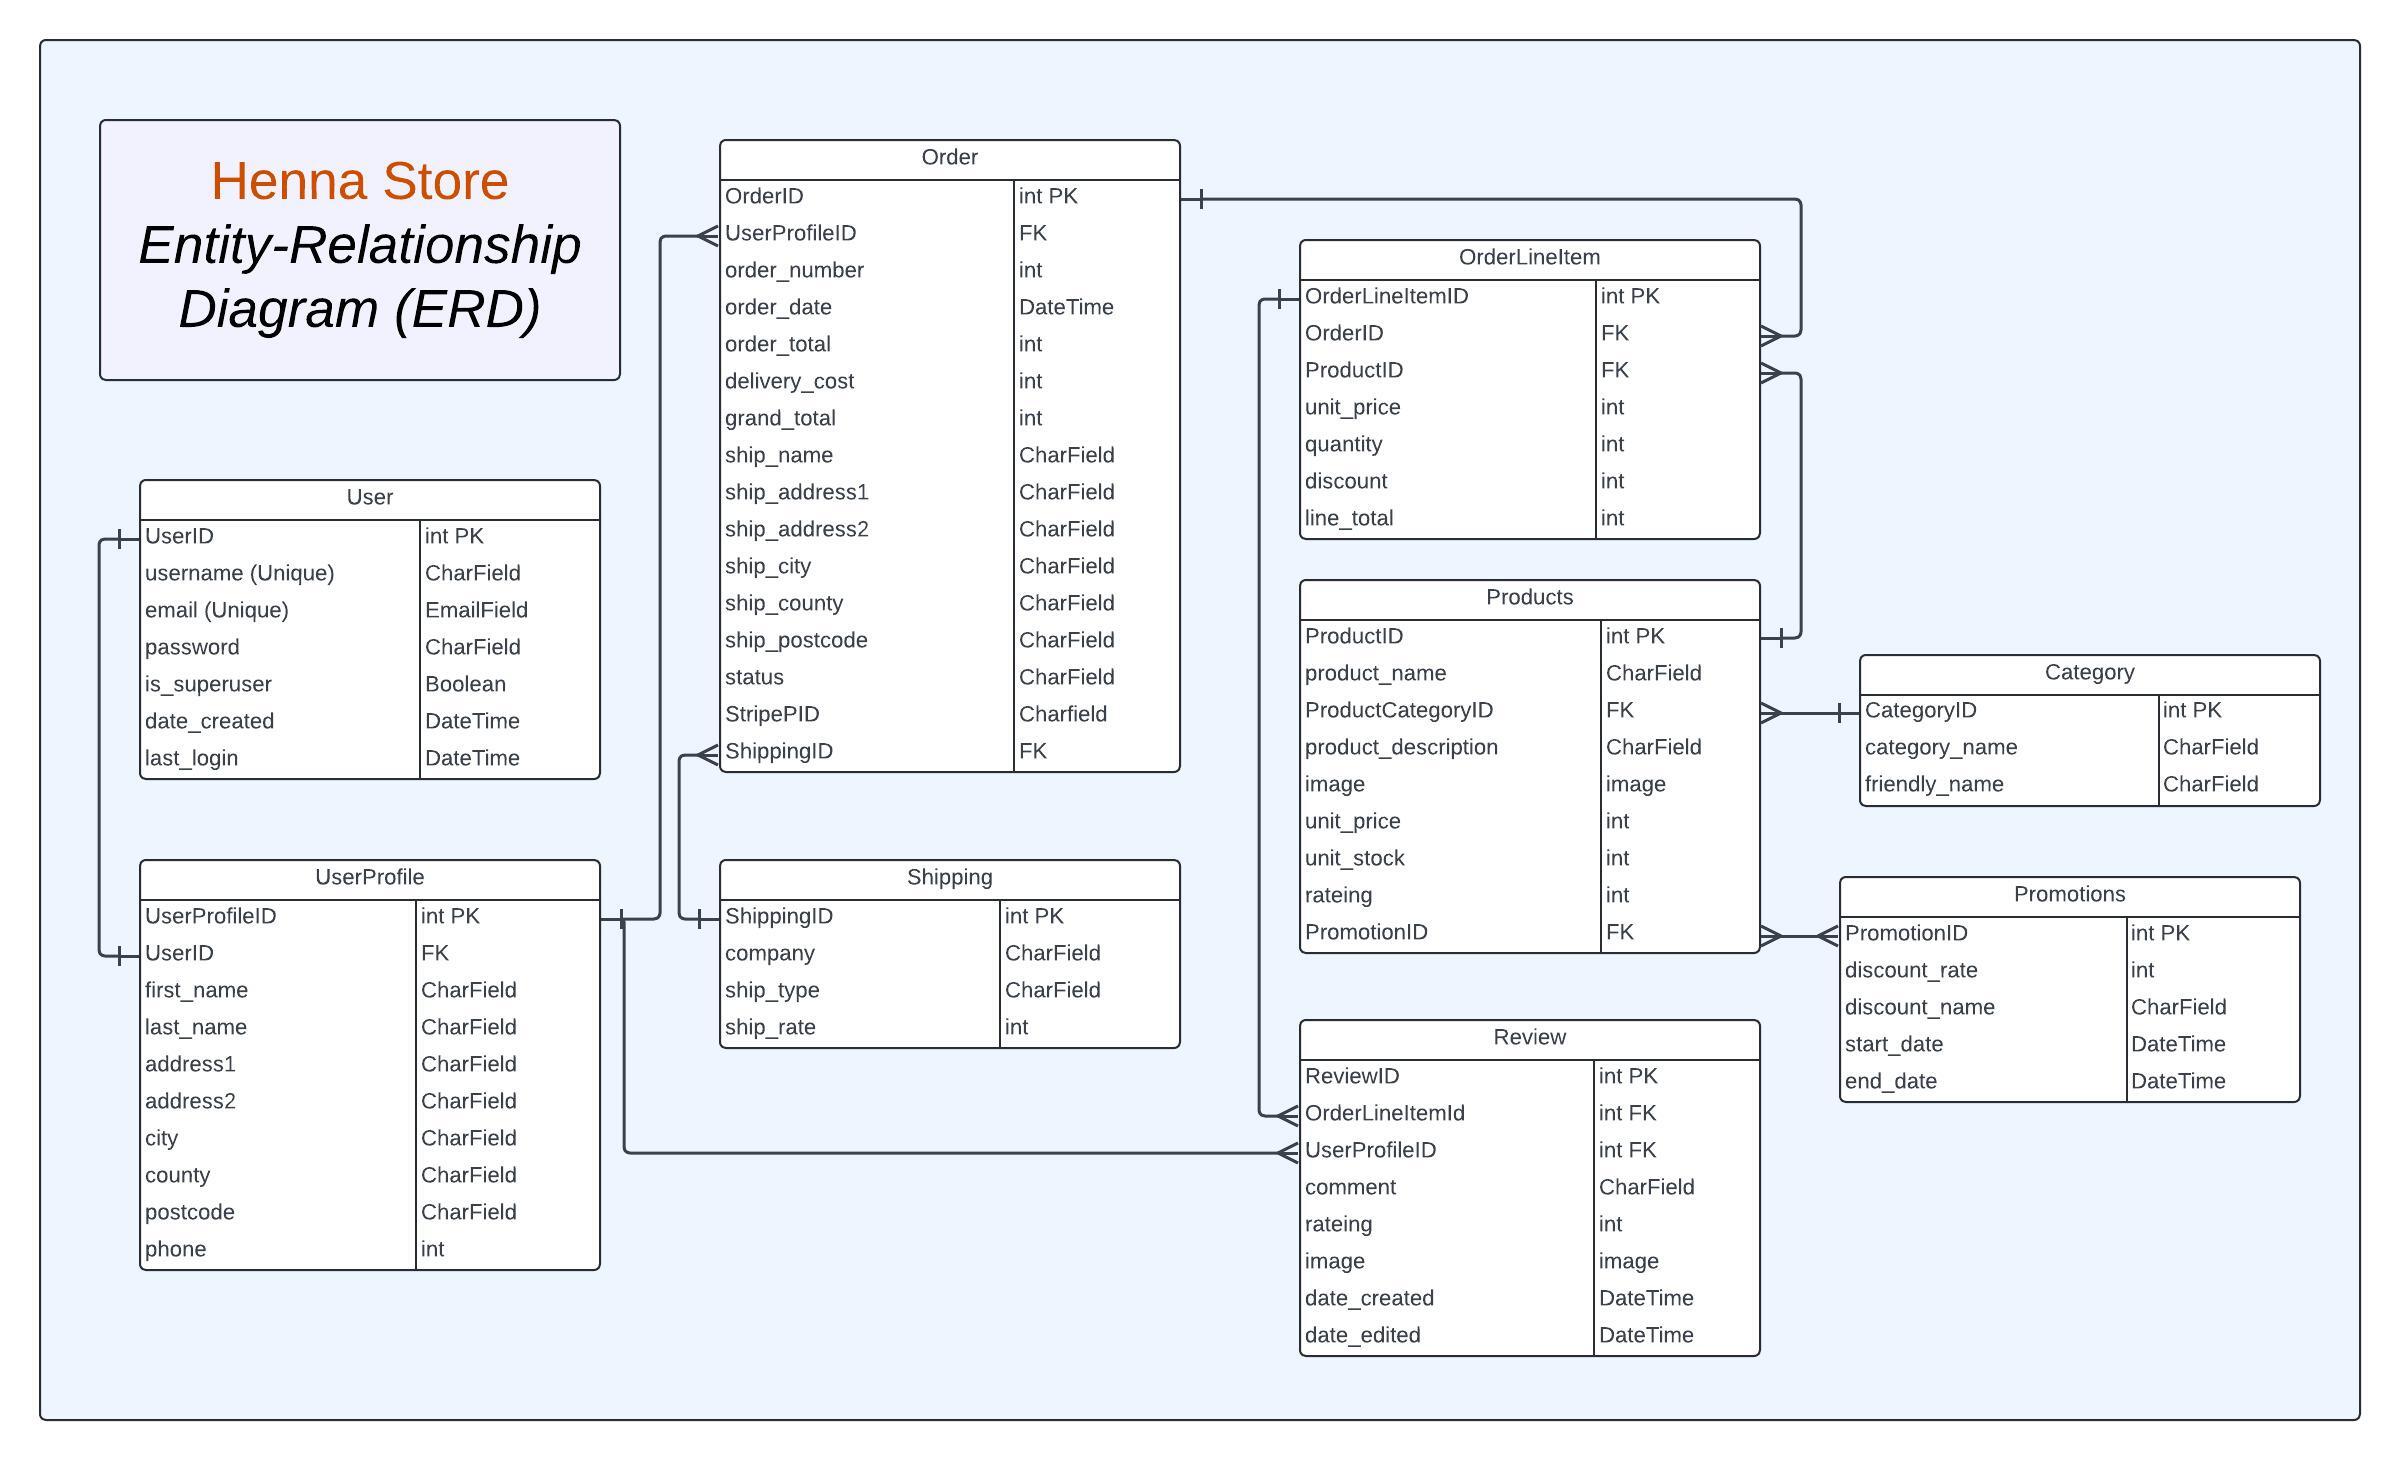 Henna Store
Entity-Relationship
Diagram (ERD)
User
UserID int PK
username (Unique) CharField
email (Unique) EmailField
password CharField
is_superuser Boolean
date_created DateTime
last_login DateTime
UserProfile
UserProfileID int PK
UserID FK
first_name CharField
last_name CharField
address1 CharField
address2 CharField
city CharField
county CharField
postcode CharField
phone int
Order
OrderID int PK
UserProfileID FK
order_number int
order_date DateTime
order_total int
delivery_cost int
grand_total int
ship_name CharField
ship_address1 CharField
ship_address2 CharField
ship_city CharField
ship_county CharField
ship_postcode CharField
status CharField
StripePID Charfield
ShippingID FK
Shipping
ShippingID int PK
company CharField
ship_type CharField
ship_rate int
OrderLineItem
OrderLineItemID int PK
OrderID FK
ProductID FK
unit_price int
quantity int
discount int
line_total int
Products
ProductID int PK
product_name CharField
ProductCategoryID FK
product_description CharField
image image
unit_price int
unit_stock int
rateing int
PromotionID FK
Review
ReviewID int PK
OrderLineItemId int FK
UserProfileID int FK
comment CharField
rateing int
image image
date_created DateTime
date_edited DateTime
Category
CategoryID int PK
category_name CharField
friendly_name CharField
Promotions
PromotionID int PK
discount_rate int
discount_name CharField
start_date DateTime
end_date DateTime